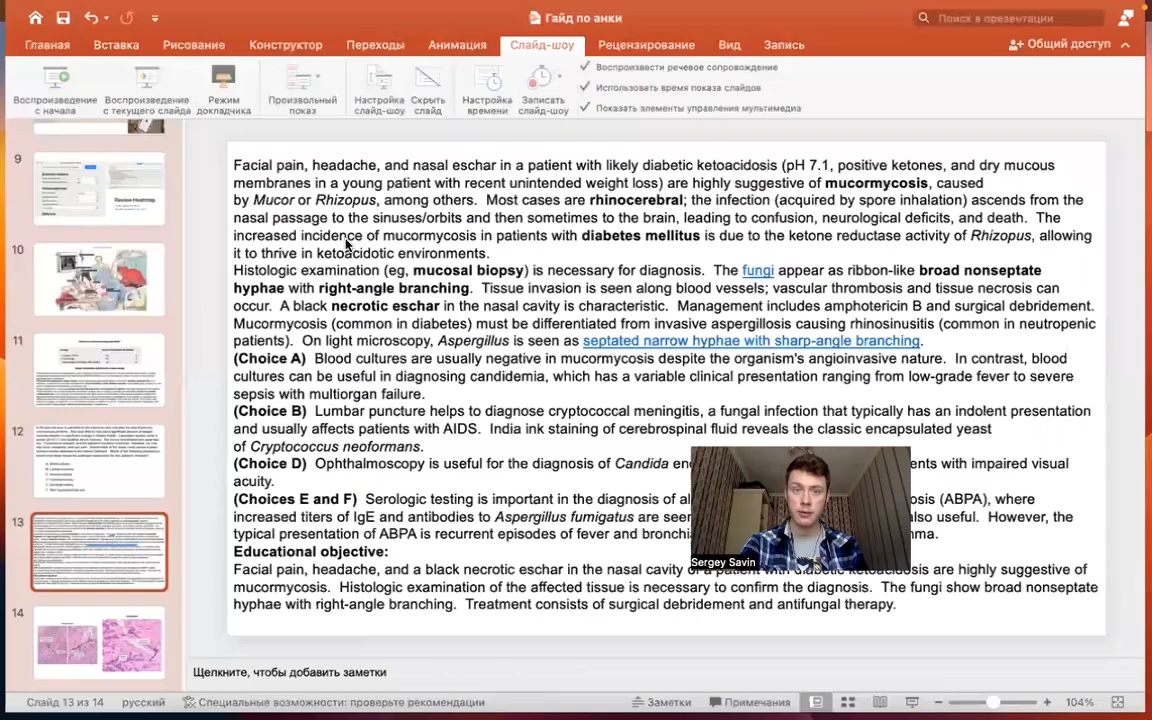 Гайд по анки
Поиск в презентации
Главная Вставка Рисование Конструктор Переходы Анимация Слайд-шоу Рецензирование Вид Запись Общий доступ
Воспроизведение с начала
Воспроизведение с текущего слайда
Режим докладчика
Произвольный показ
Настройка слайд-шоу
Скрыть слайд
Настройка времени
Записать слайд-шоу
Воспроизвести речевое сопровождение
Использовать время показа слайдов
Показать элементы управления мультимедиа
9
10
11
12
13
14
Facial pain, headache, and nasal eschar in a patient with likely diabetic ketoacidosis (pH 7.1, positive ketones, and dry mucous
membranes in a young patient with recent unintended weight loss) are highly suggestive of mucormycosis, caused
by Mucor or Rhizopus, among others. Most cases are rhinocerebral; the infection (acquired by spore inhalation) ascends from the
nasal passage to the sinuses/orbits and then sometimes to the brain, leading to confusion, neurological deficits, and death. The
increased incidence of mucormycosis in patients with diabetes mellitus is due to the ketone reductase activity of Rhizopus, allowing
it to thrive in ketoacidotic environments.
Histologic examination (eg, mucosal biopsy) is necessary for diagnosis. The fungi appear as ribbon-like broad nonseptate
hyphae with right-angle branching. Tissue invasion is seen along blood vessels; vascular thrombosis and tissue necrosis can
occur. A black necrotic eschar in the nasal cavity is characteristic. Management includes amphotericin B and surgical debridement.
Mucormycosis (common in diabetes) must be differentiated from invasive aspergillosis causing rhinosinusitis (common in neutropenic
patients). On light microscopy, Aspergillus is seen as septated narrow hyphae with sharp-angle branching.
(Choice A) Blood cultures are usually negative in mucormycosis despite the organism's angioinvasive nature. In contrast, blood
cultures can be useful in diagnosing candidemia, which has a variable clinical presentation ranging from low-grade fever to severe
sepsis with multiorgan failure.
(Choice B) Lumbar puncture helps to diagnose cryptococcal meningitis, a fungal infection that typically has an indolent presentation
and usually affects patients with AIDS. India ink staining of cerebrospinal fluid reveals the classic encapsulated yeast
of Cryptococcus neoformans.
(Choice D) Ophthalmoscopy is useful for the diagnosis of Candida with impaired visual
acuity.
(Choices E and F) Serologic testing is important in the diagnosis of (ABPA), where
increased titers of IgE and antibodies to Aspergillus fumigatus are also useful. However, the
typical presentation of ABPA is recurrent episodes of fever and
Educational objective:
Facial pain, headache, and a black necrotic eschar in the nasal cavity of a patient with diabetic ketoacidosis are highly suggestive of
mucormycosis. Histologic examination of the affected tissue is necessary to confirm the diagnosis. The fungi show broad nonseptate
hyphae with right-angle branching. Treatment consists of surgical debridement and antifungal therapy.
Sergey Savin
Щелкните, чтобы добавить заметки
Слайд 13 из 14 русский Специальные возможности: проверьте рекомендации Заметки Примечания 104%